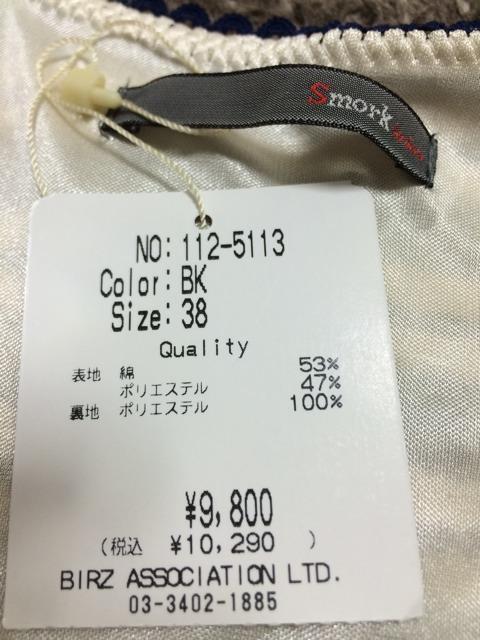 Smork
NO: 112-5113
Color: BK
Size: 38
Quality
表地 綿 53%
ポリエステル 47%
裏地 ポリエステル 100%
¥9,800
(税込 ¥10,290 )
BIRZ ASSOCIATION LTD.
03-3402-1885